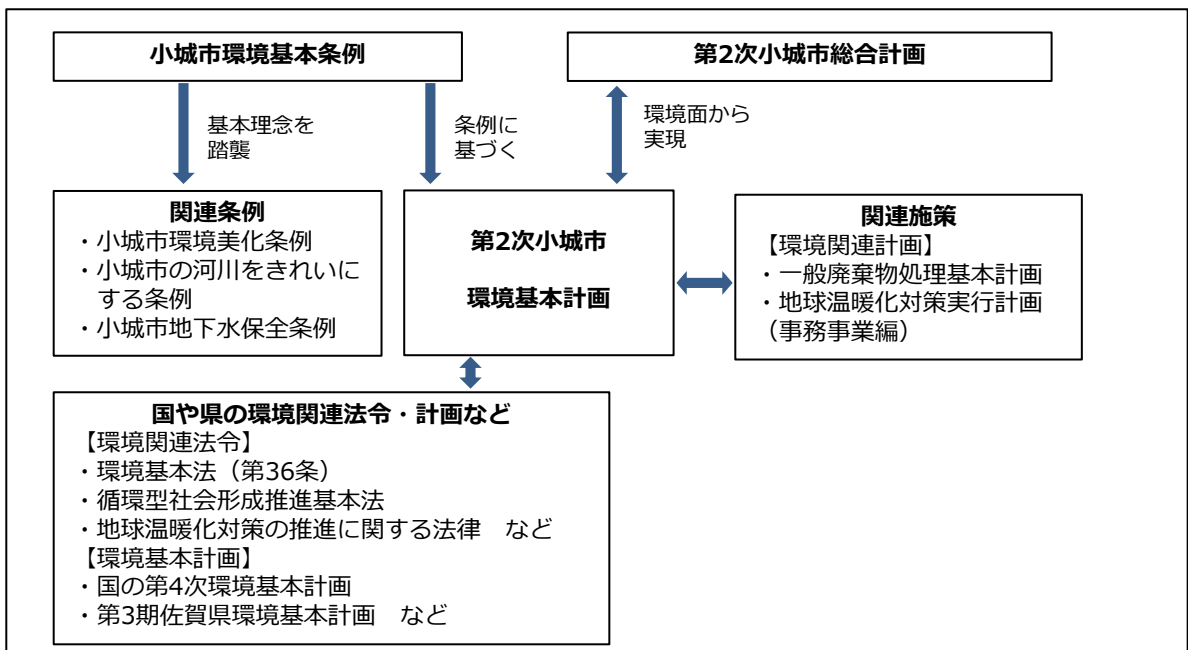 小城市環境基本条例
第2次小城市総合計画
基本理念を
踏襲
条例に
基づく
環境面から
実現
関連条例
・小城市環境美化条例
・小城市の河川をきれいに
する条例
・小城市地下水保全条例
第2次小城市
環境基本計画
関連施策
【環境関連計画】
・一般廃棄物処理基本計画
・地球温暖化対策実行計画
（事務事業編）
国や県の環境関連法令・計画など
【環境関連法令】
・環境基本法（第36条）
・循環型社会形成推進基本法
・地球温暖化対策の推進に関する法律　など
【環境基本計画】
・国の第4次環境基本計画
・第3期佐賀県環境基本計画　など